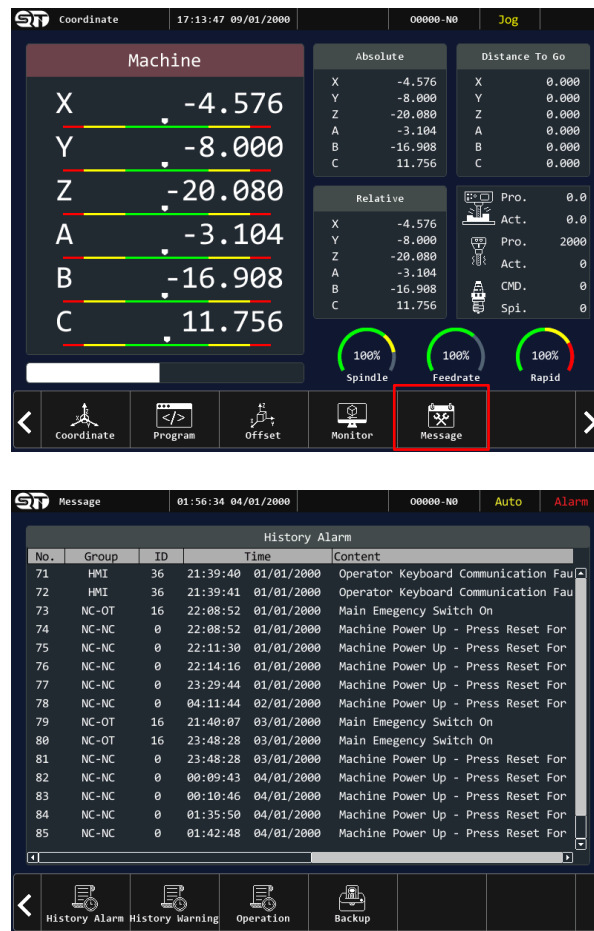 SNT Coordinate 17:13:47 09/01/2000 O0000-N0 Jog
Machine
X -4.576
Y -8.000
Z -20.080
A -3.104
B -16.908
C 11.756
Absolute
X -4.576
Y -8.000
Z -20.080
A -3.104
B -16.908
C 11.756
Distance To Go
X 0.000
Y 0.000
Z 0.000
A 0.000
B 0.000
C 0.000
Relative
X -4.576
Y -8.000
Z -20.080
A -3.104
B -16.908
C 11.756
Pro. 0.0
Act. 0.0
Pro. 2000
Act. 0
CMD. 0
Spi. 0
100% 100% 100%
Spindle Feedrate Rapid
Coordinate Program Offset Monitor Message
SNT Message 01:56:34 04/01/2000 O0000-N0 Auto Alarm
History Alarm
No. Group ID Time Content
71 HMI 36 21:39:40 01/01/2000 Operator Keyboard Communication Fau
72 HMI 36 21:39:41 01/01/2000 Operator Keyboard Communication Fau
73 NC-OT 16 22:08:52 01/01/2000 Main Emegency Switch On
74 NC-NC 0 22:08:52 01/01/2000 Machine Power Up - Press Reset For
75 NC-NC 0 22:11:30 01/01/2000 Machine Power Up - Press Reset For
76 NC-NC 0 22:14:16 01/01/2000 Machine Power Up - Press Reset For
77 NC-NC 0 23:29:44 01/01/2000 Machine Power Up - Press Reset For
78 NC-NC 0 04:11:44 02/01/2000 Machine Power Up - Press Reset For
79 NC-OT 16 21:40:07 03/01/2000 Main Emegency Switch On
80 NC-OT 16 23:48:28 03/01/2000 Main Emegency Switch On
81 NC-NC 0 23:48:28 03/01/2000 Machine Power Up - Press Reset For
82 NC-NC 0 00:09:43 04/01/2000 Machine Power Up - Press Reset For
83 NC-NC 0 00:10:46 04/01/2000 Machine Power Up - Press Reset For
84 NC-NC 0 01:35:50 04/01/2000 Machine Power Up - Press Reset For
85 NC-NC 0 01:42:48 04/01/2000 Machine Power Up - Press Reset For
History Alarm History Warning Operation Backup